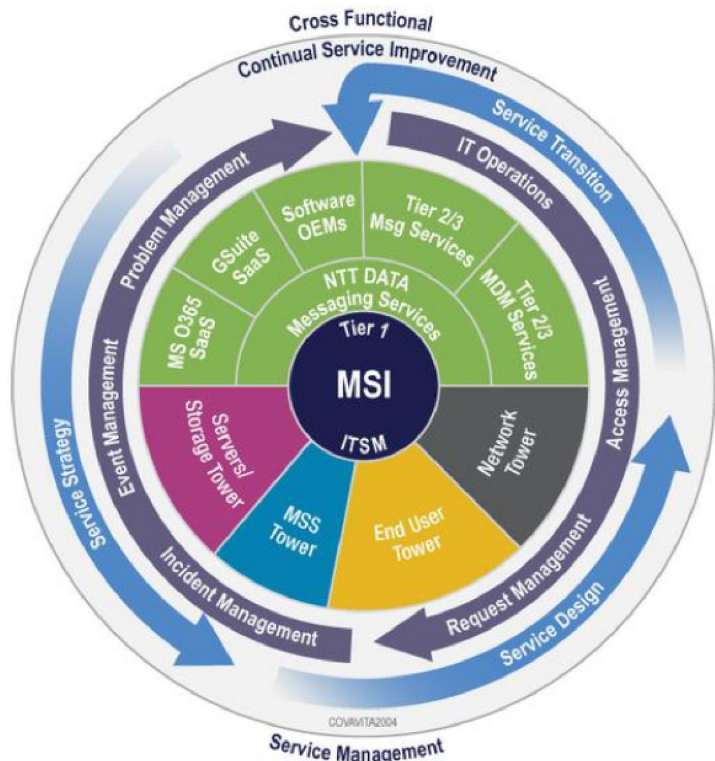 Cross Functional
Continual Service Improvement
Service Transition
IT Operations
Access Management
Problem Management
Event Management
Service Strategy
Software
OEMs
Tier 2/3
Msg Services
GSuite
SaaS
Tier 2/3
MDM Services
MS O365
SaaS
NTT DATA
Messaging Services
Tier 1
MSI
ITSM
Servers/
Storage Tower
Network
Tower
MSS
Tower
End User
Tower
Incident Management
Request Management
Service Design
COVAVITA2004
Service Management